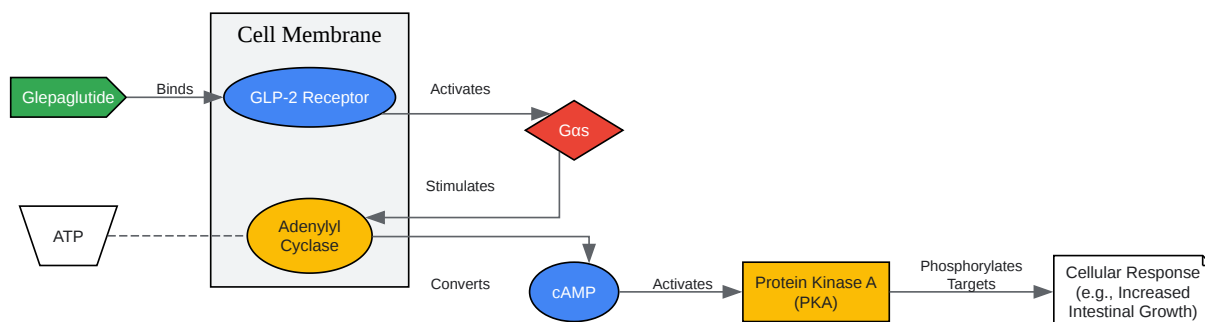 Cell Membrane
Glepaglutide
Binds
GLP-2 Receptor
Activates
Gαs
Stimulates
ATP
Adenylyl
Cyclase
Converts
cAMP
Activates
Protein Kinase A
(PKA)
Phosphorylates
Targets
Cellular Response
(e.g., Increased
Intestinal Growth)